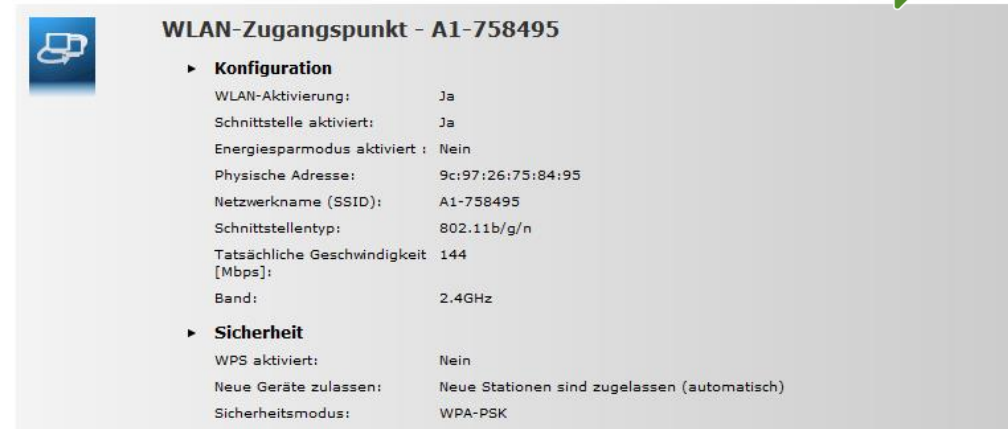 WLAN-Zugangspunkt - A1-758495
Konfiguration
WLAN-Aktivierung: Ja
Schnittstelle aktiviert: Ja
Energiesparmodus aktiviert : Nein
Physische Adresse: 9c:97:26:75:84:95
Netzwerkname (SSID): A1-758495
Schnittstellentyp: 802.11b/g/n
Tatsächliche Geschwindigkeit 144
[Mbps]:
Band: 2.4GHz
Sicherheit
WPS aktiviert: Nein
Neue Geräte zulassen: Neue Stationen sind zugelassen (automatisch)
Sicherheitsmodus: WPA-PSK